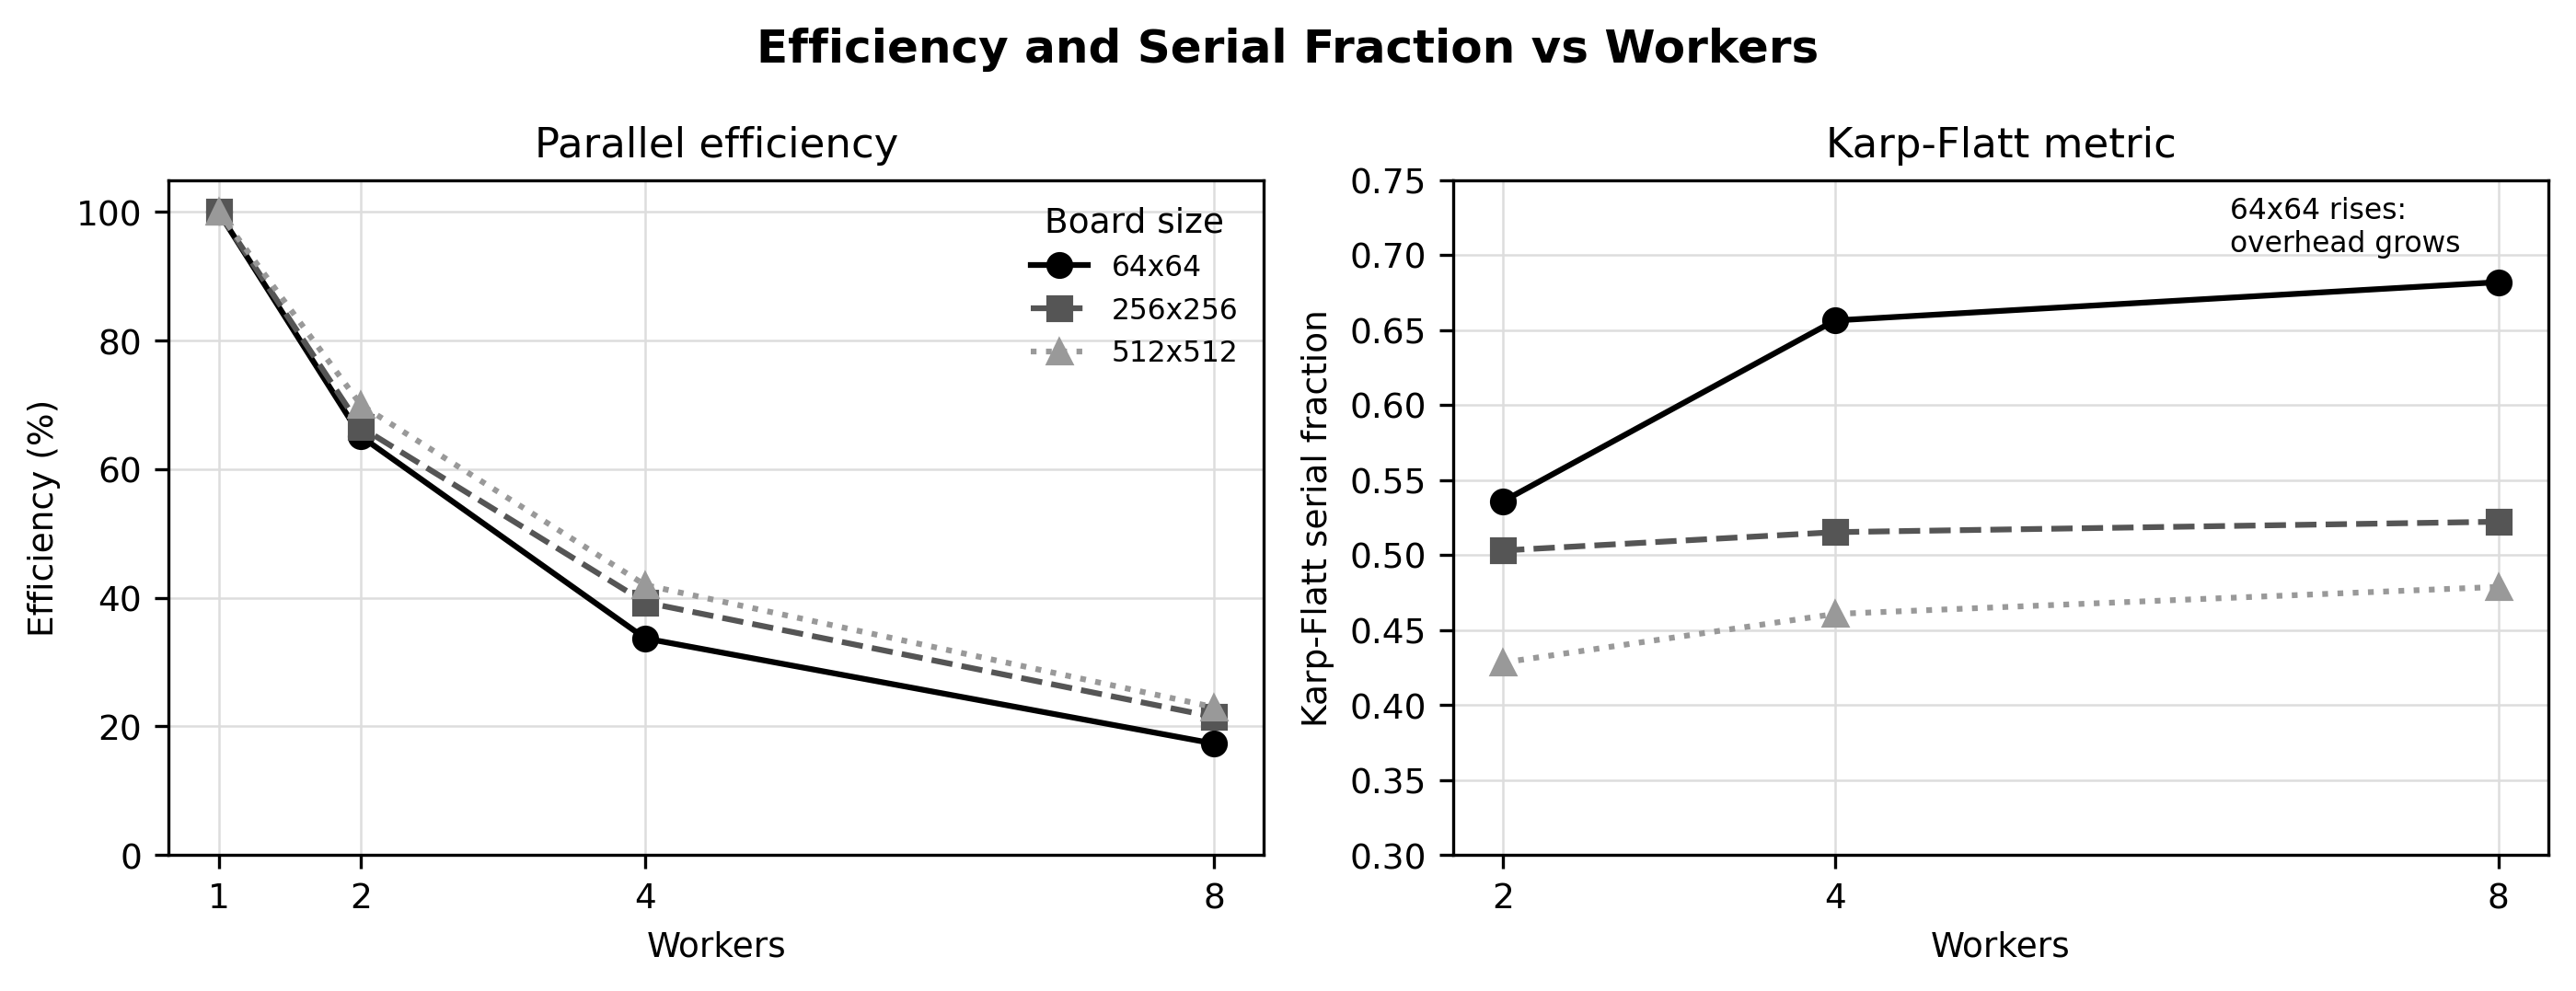 Efficiency and Serial Fraction vs Workers
Parallel efficiency
Efficiency (%)
100
80
60
40
20
0
1
2
4
8
Workers
Board size
64x64
256x256
512x512
Karp-Flatt metric
Karp-Flatt serial fraction
0.75
0.70
0.65
0.60
0.55
0.50
0.45
0.40
0.35
0.30
64x64 rises:
overhead grows
2
4
8
Workers